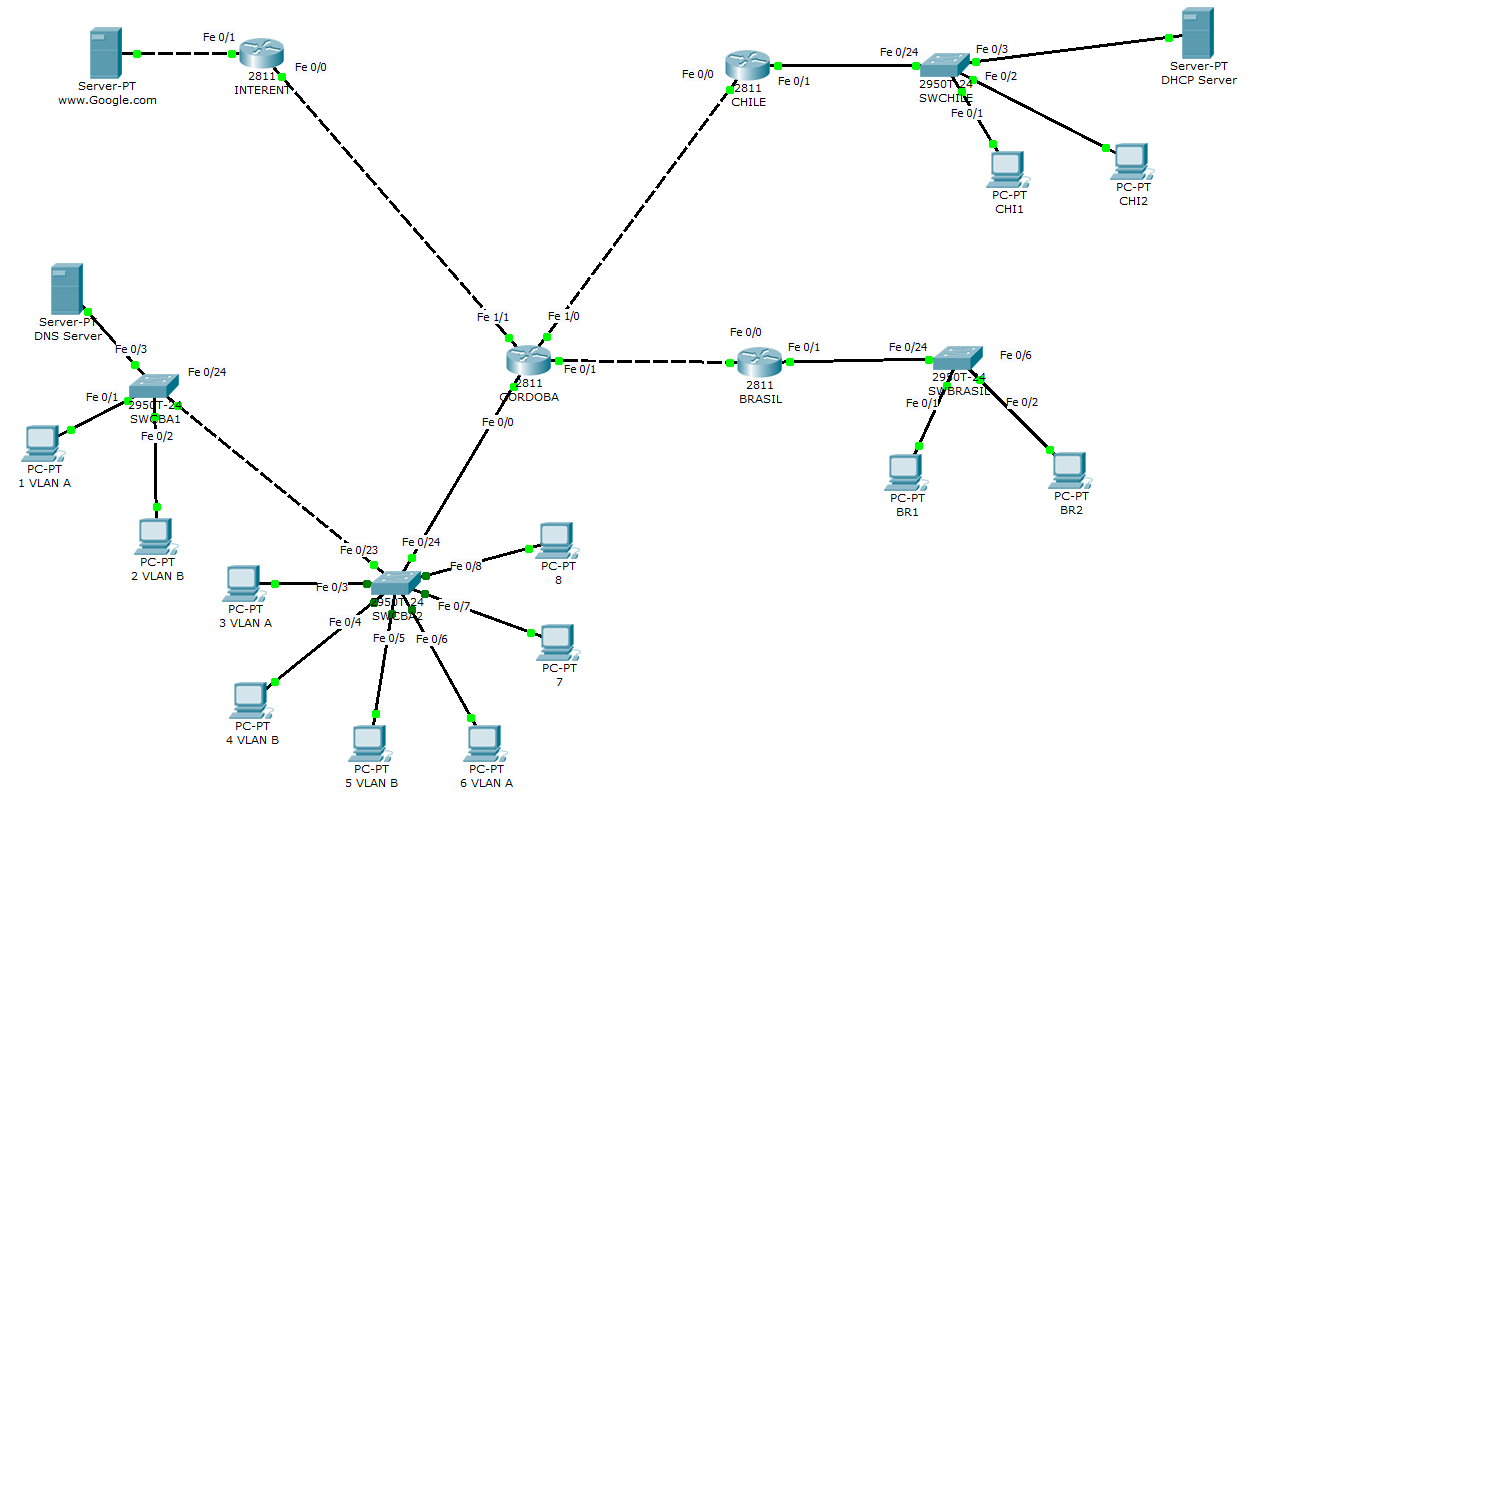 Fe 0/1
Fe 0/0
Server-PT
www.Google.com
2811
INTERENT
Fe 0/0
2811
CHILE
Fe 0/1
Fe 0/24
2950T-24
SWCHILE
Fe 0/3
Fe 0/2
Fe 0/1
Server-PT
DHCP Server
PC-PT
CHI1
PC-PT
CHI2
Fe 1/1
Fe 1/0
Server-PT
DNS Server
Fe 0/3
Fe 0/24
Fe 0/1
2950T-24
SWCBA1
Fe 0/2
PC-PT
1 VLAN A
PC-PT
2 VLAN B
2811
CORDOBA
Fe 0/1
Fe 0/0
Fe 0/0
2811
BRASIL
Fe 0/1
Fe 0/24
2950T-24
SWBRASIL
Fe 0/6
Fe 0/1
Fe 0/2
PC-PT
BR1
PC-PT
BR2
Fe 0/23
Fe 0/24
Fe 0/8
PC-PT
8
Fe 0/3
2950T-24
SWCBA2
Fe 0/7
PC-PT
3 VLAN A
Fe 0/4
Fe 0/5
Fe 0/6
PC-PT
7
PC-PT
4 VLAN B
PC-PT
5 VLAN B
PC-PT
6 VLAN A